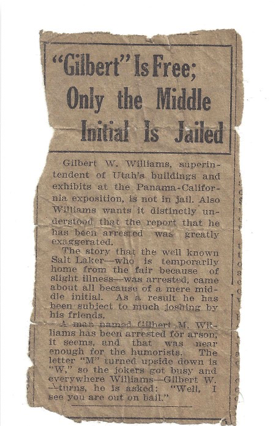 "Gilbert" Is Free;
Only the Middle
Initial Is Jailed
Gilbert W. Williams, superin-
tendent of Utah's buildings and
exhibits at the Panama-Califor-
nia exposition, is not in jail. Also
Williams wants it distinctly un-
derstood that the report that he
has been arrested was greatly
exaggerated.
The story that the well known
Salt Laker—who is temporarily
home from the fair because of
slight illness—was arrested, came
about all because of a mere mid-
dle initial. As a result he has
been subject to much joshing by
his friends.
A man named Gilbert M. Wil-
liams has been arrested for arson,
it seems, and that was near
enough for the humorists. The
letter "M" turned upside down is
"W," so the jokers got busy and
everywhere Williams—Gilbert W.
—turns, he is asked: "Well, I
see you are out on bail."